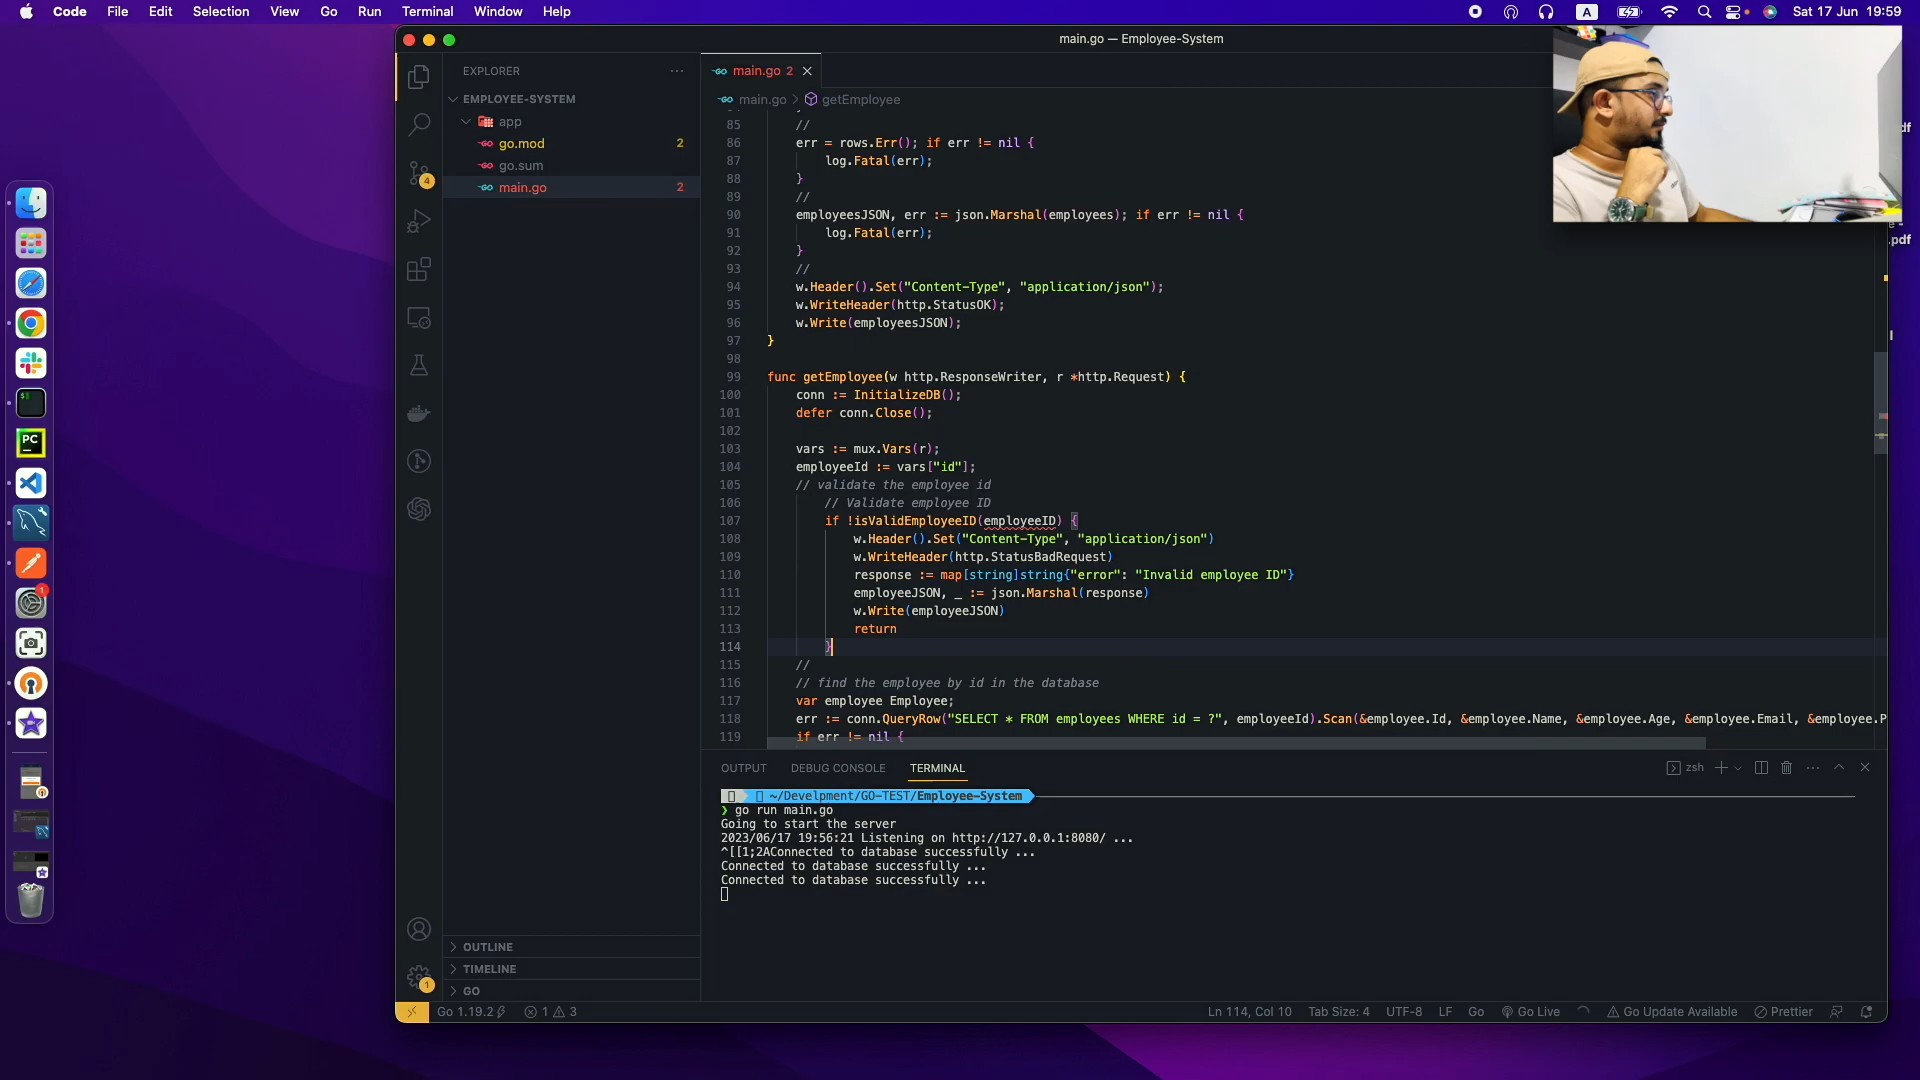 Code File Edit Selection View Go Run Terminal Window Help
A
Sat 17 Jun 19:59
main.go — Employee-System
EXPLORER
EMPLOYEE-SYSTEM
app
go.mod 2
go.sum
main.go 2
4
main.go 2
main.go > getEmployee
85 //
86 err = rows.Err(); if err != nil {
87 log.Fatal(err);
88 }
89 //
90 employeesJSON, err := json.Marshal(employees); if err != nil {
91 log.Fatal(err);
92 }
93 //
94 w.Header().Set("Content-Type", "application/json");
95 w.WriteHeader(http.StatusOK);
96 w.Write(employeesJSON);
97 }
98
99 func getEmployee(w http.ResponseWriter, r *http.Request) {
100 conn := InitializeDB();
101 defer conn.Close();
102
103 vars := mux.Vars(r);
104 employeeId := vars["id"];
105 // validate the employee id
106 // Validate employee ID
107 if !isValidEmployeeID(employeeID) {
108 w.Header().Set("Content-Type", "application/json")
109 w.WriteHeader(http.StatusBadRequest)
110 response := map[string]string{"error": "Invalid employee ID"}
111 employeeJSON, _ := json.Marshal(response)
112 w.Write(employeeJSON)
113 return
114 }
115 //
116 // find the employee by id in the database
117 var employee Employee;
118 err := conn.QueryRow("SELECT * FROM employees WHERE id = ?", employeeId).Scan(&employee.Id, &employee.Name, &employee.Age, &employee.Email, &employee.P
119 if err != nil {
OUTPUT DEBUG CONSOLE TERMINAL
zsh
~/Develpment/GO-TEST/Employee-System
❯ go run main.go
Going to start the server
2023/06/17 19:56:21 Listening on http://127.0.0.1:8080/ ...
^[[1;2AConnected to database successfully ...
Connected to database successfully ...
Connected to database successfully ...
OUTLINE
TIMELINE
GO
1
Go 1.19.2 1 3
Ln 114, Col 10 Tab Size: 4 UTF-8 LF Go Go Live Go Update Available Prettier
PC
1
.pdf